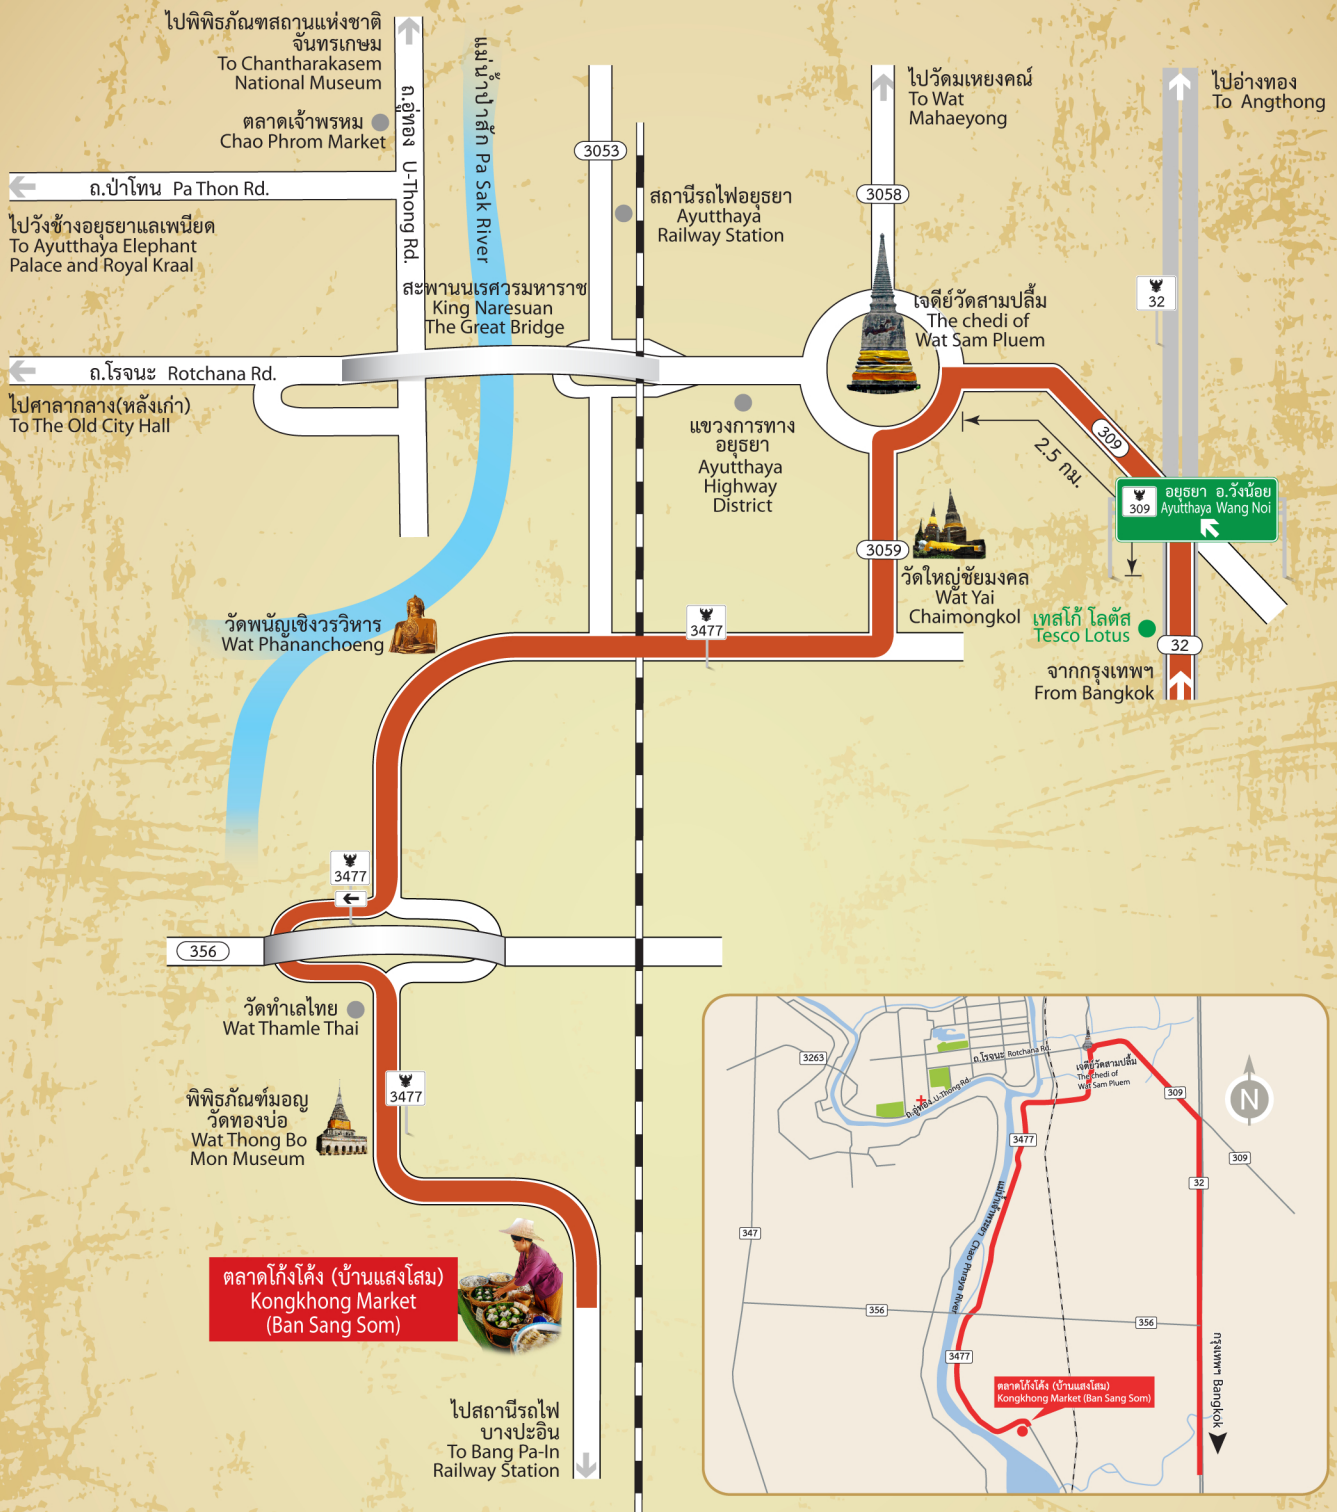 ไปพิพิธภัณฑสถานแห่งชาติ
จันทรเกษม
To Chantharakasem
National Museum
ตลาดเจ้าพรหม
Chao Phrom Market
ถ.อู่ทอง U-Thong Rd.
แม่น้ำป่าสัก Pa Sak River
3053
ถ.ป่าโทน Pa Thon Rd.
ไปวังช้างอยุธยาแลเพนียด
To Ayutthaya Elephant
Palace and Royal Kraal
สถานีรถไฟอยุธยา
Ayutthaya
Railway Station
ไปวัดมเหยงคณ์
To Wat
Mahaeyong
3058
ไปอ่างทอง
To Angthong
32
สะพานนเรศวรมหาราช
King Naresuan
The Great Bridge
เจดีย์วัดสามปลื้ม
The chedi of
Wat Sam Pluem
ถ.โรจนะ Rotchana Rd.
ไปศาลากลาง(หลังเก่า)
To The Old City Hall
แขวงการทาง
อยุธยา
Ayutthaya
Highway
District
309
2.5 กม.
309
อยุธยา อ.วังน้อย
Ayutthaya Wang Noi
3059
วัดใหญ่ชัยมงคล
Wat Yai
Chaimongkol
เทสโก้ โลตัส
Tesco Lotus
32
จากกรุงเทพฯ
From Bangkok
วัดพนัญเชิงวรวิหาร
Wat Phananchoeng
3477
3477
356
วัดทำเลไทย
Wat Thamle Thai
3477
พิพิธภัณฑ์มอญ
วัดทองบ่อ
Wat Thong Bo
Mon Museum
ตลาดโก้งโค้ง (บ้านแสงโสม)
Kongkhong Market
(Ban Sang Som)
ไปสถานีรถไฟ
บางปะอิน
To Bang Pa-In
Railway Station
3263
ถ.โรจนะ Rotchana Rd.
ถ.อู่ทอง U-Thong Rd.
เจดีย์วัดสามปลื้ม
The chedi of
Wat Sam Pluem
309
N
3477
309
32
แม่น้ำเจ้าพระยา Chao Phraya River
347
356
356
3477
ตลาดโก้งโค้ง (บ้านแสงโสม)
Kongkhong Market (Ban Sang Som)
กรุงเทพฯ Bangkok